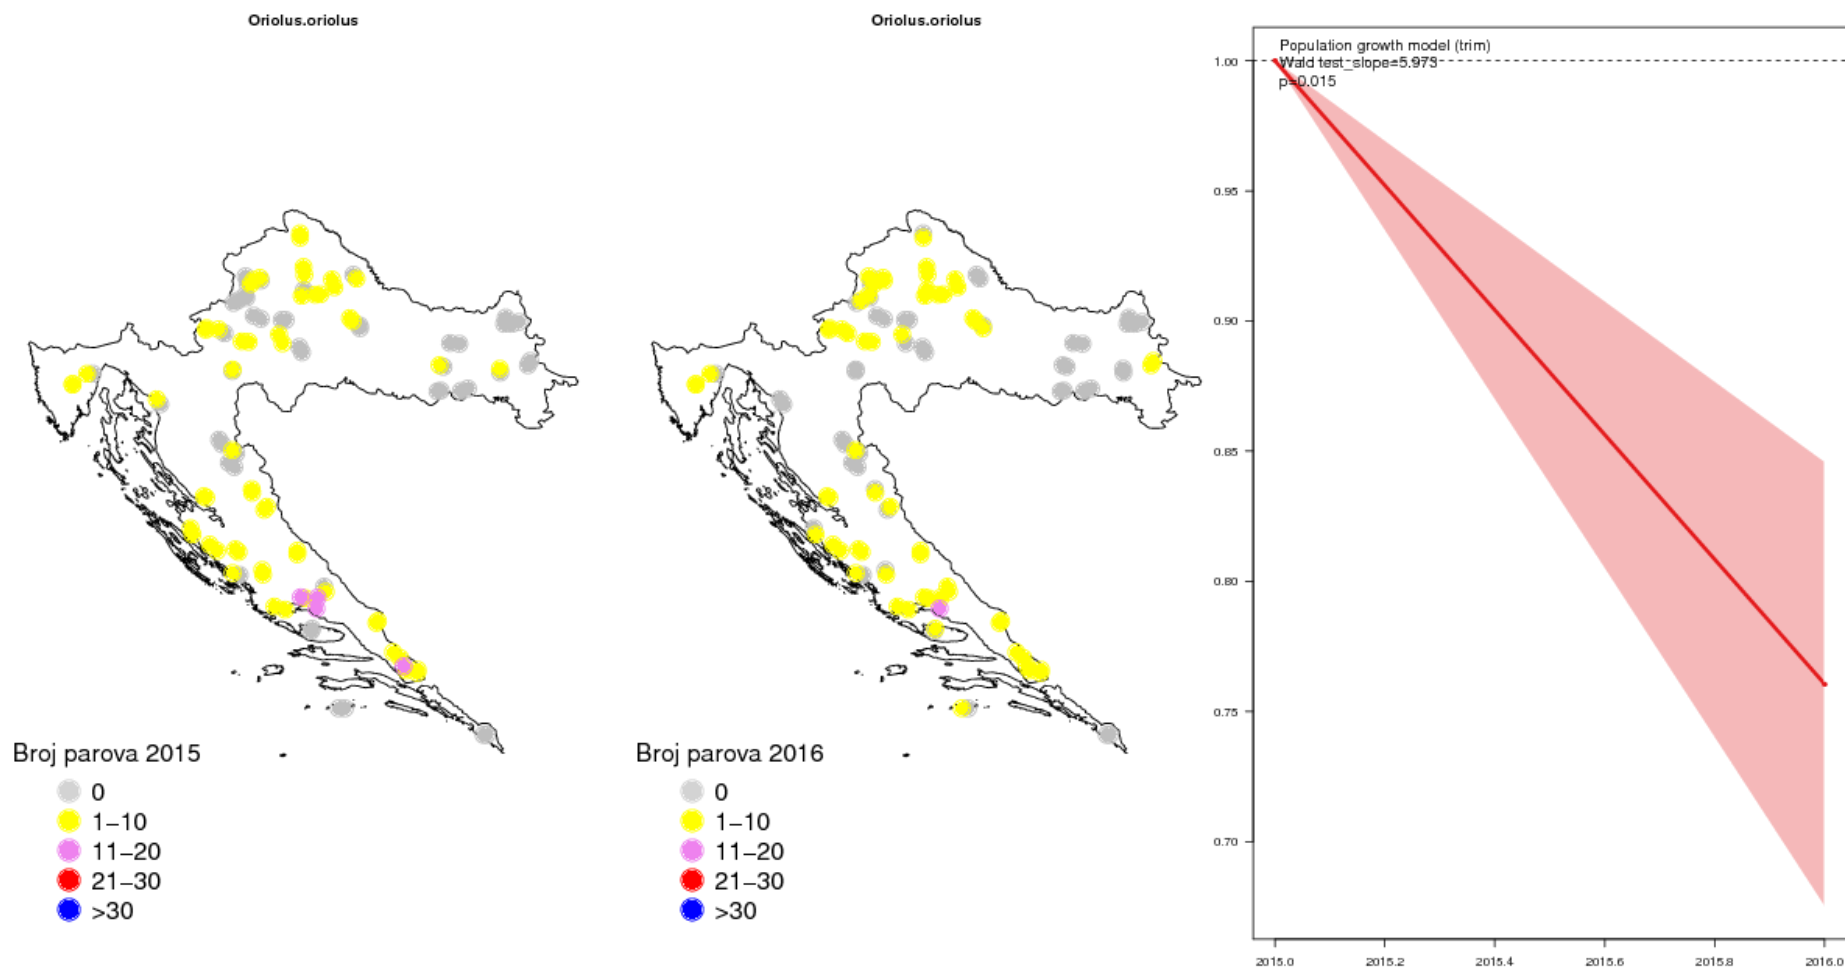 Oriolus.oriolus
Broj parova 2015
0
1–10
11–20
21–30
>30
Oriolus.oriolus
Broj parova 2016
0
1–10
11–20
21–30
>30
Population growth model (trim)
Wald test_slope=5.973
p=0.015
1.00
0.95
0.90
0.85
0.80
0.75
0.70
2015.0 2015.2 2015.4 2015.6 2015.8 2016.0